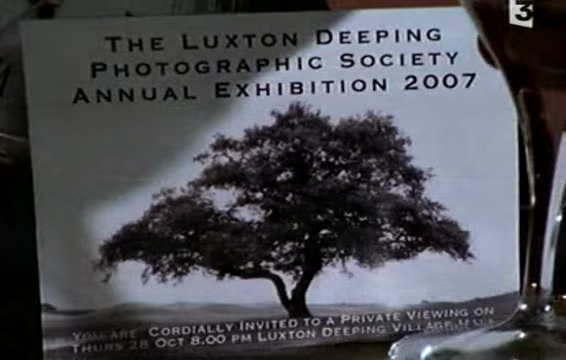 3
THE LUXTON DEEPING
PHOTOGRAPHIC SOCIETY
ANNUAL EXHIBITION 2007
YOU ARE CORDIALLY INVITED TO A PRIVATE VIEWING ON
THURS 28 OCT 8.00 PM LUXTON DEEPING VILLAGE HALL